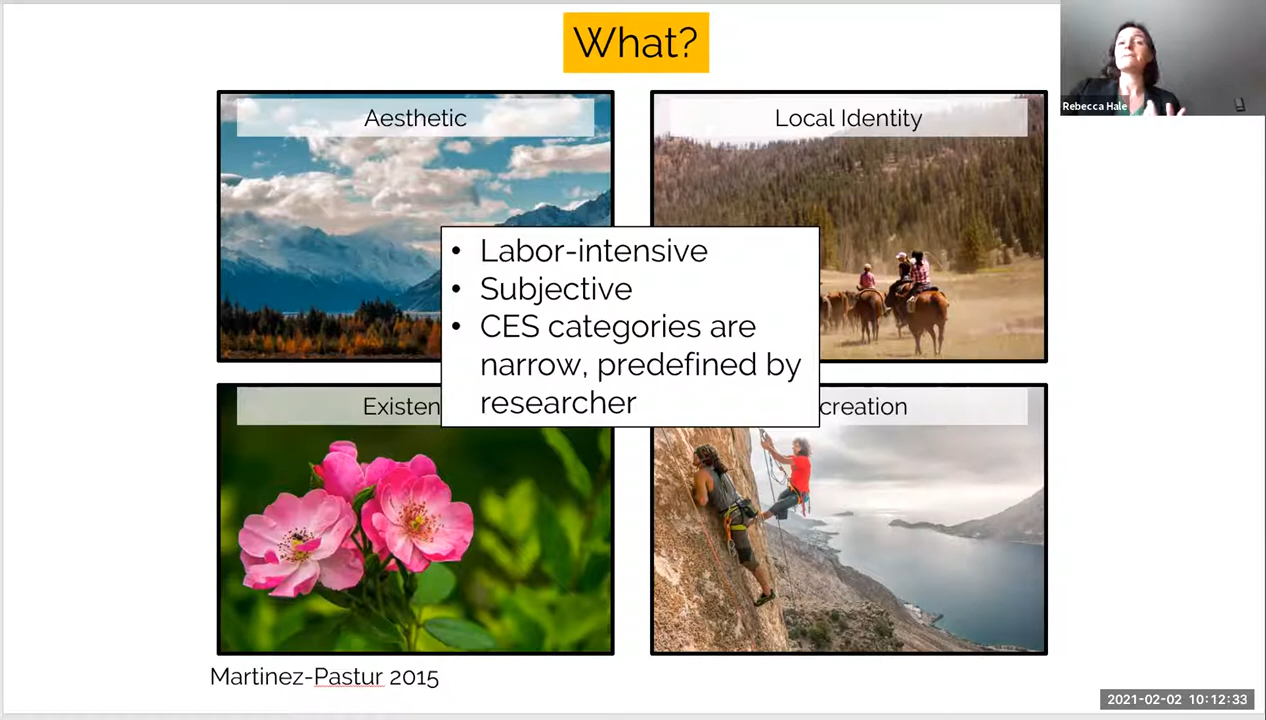 What?
Rebecca Hale
Aesthetic
Local Identity
• Labor-intensive
• Subjective
• CES categories are
narrow, predefined by
researcher
Existen
creation
Martinez-Pastur 2015
2021-02-02 10:12:33